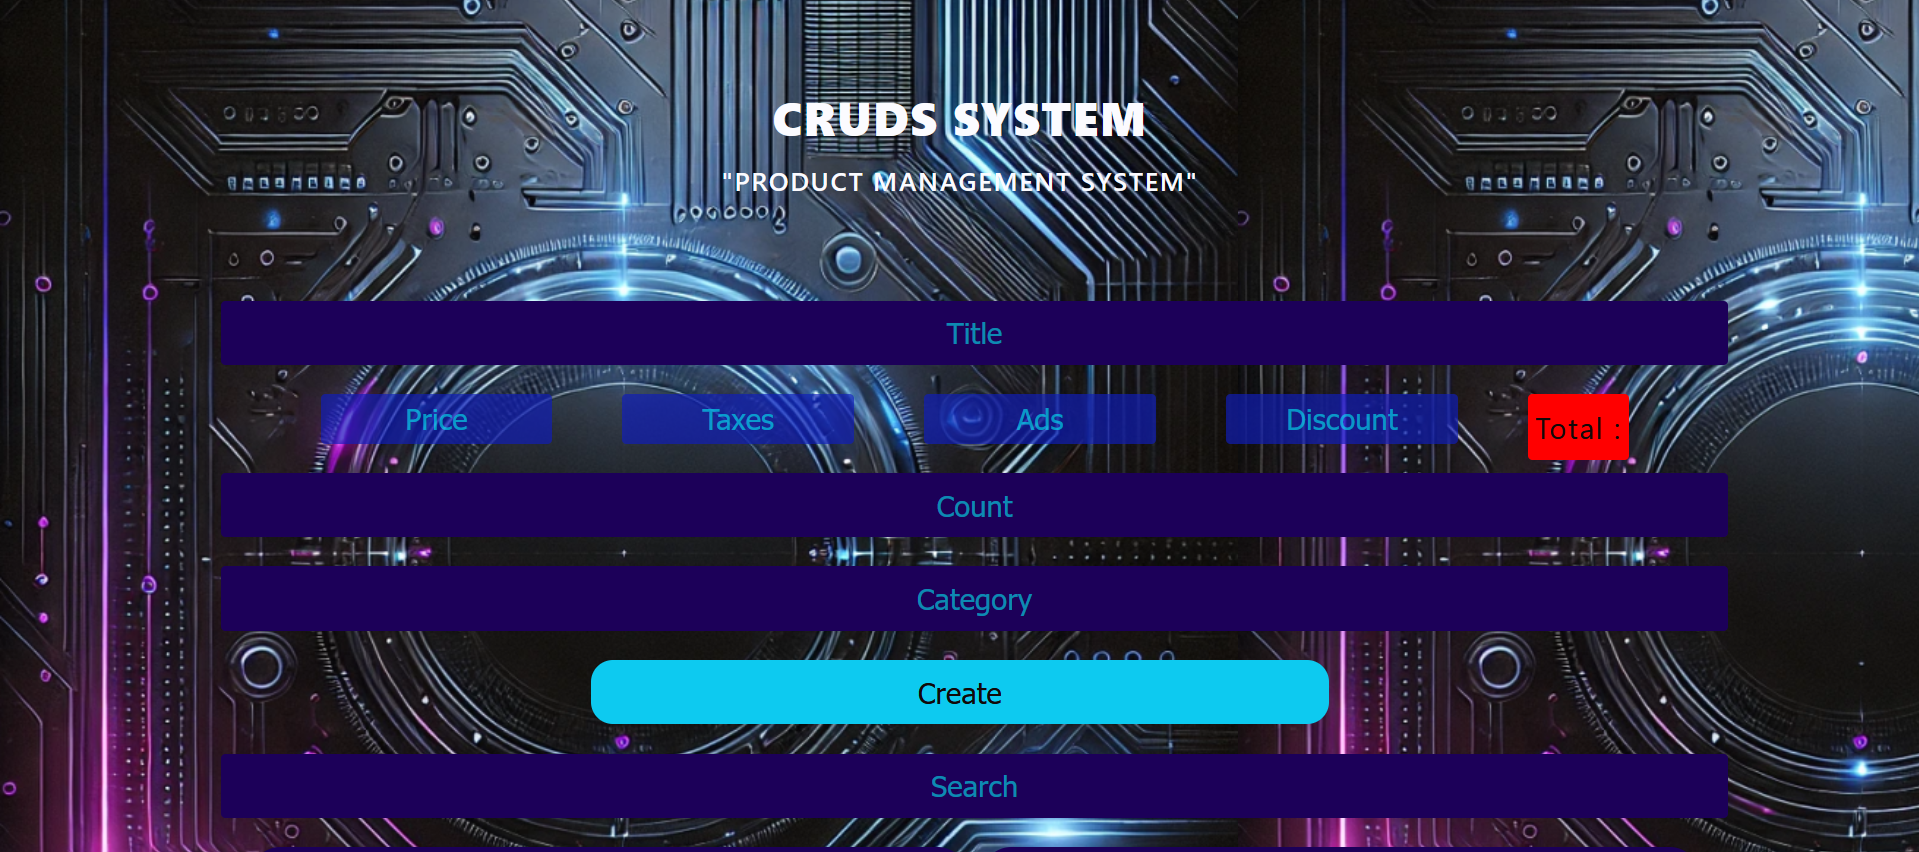 CRUDS SYSTEM
"PRODUCT MANAGEMENT SYSTEM"
Title
Price Taxes Ads Discount Total :
Count
Category
Create
Search